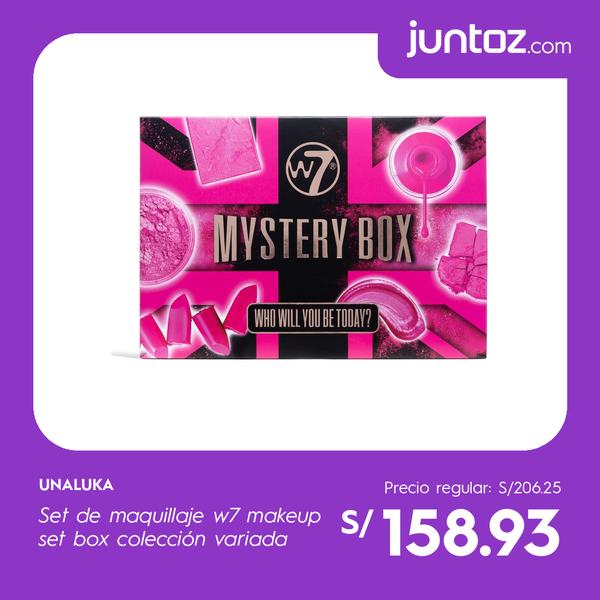 juntoz.com
w7®
MYSTERY BOX
WHO WILL YOU BE TODAY?
UNALUKA
Precio regular: S/206.25
Set de maquillaje w7 makeup
set box colección variada
S/158.93